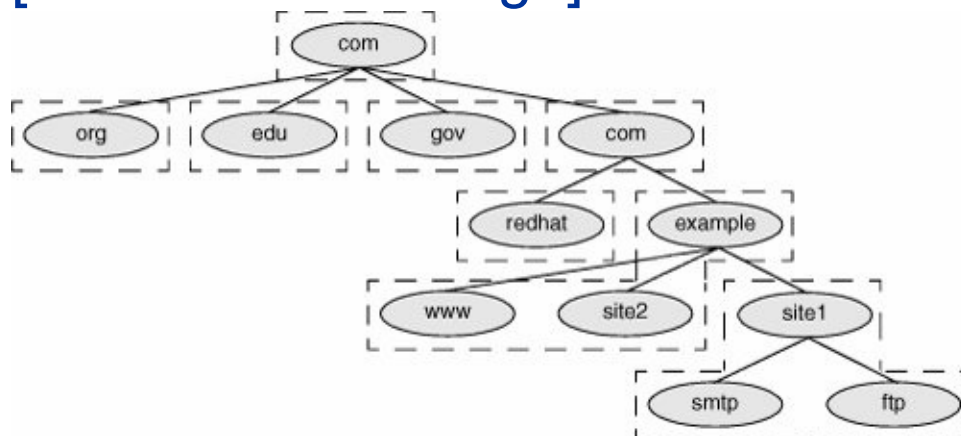 com
org edu gov com
redhat example
www site2 site1
smtp ftp